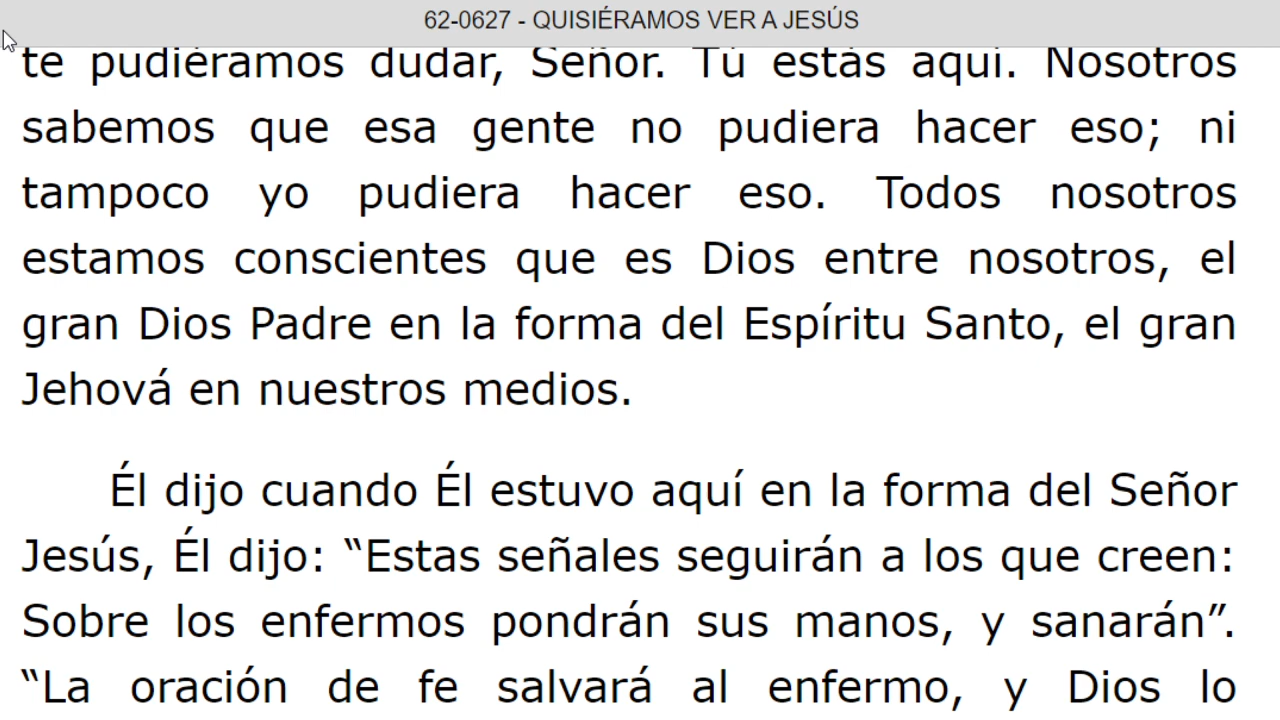 62-0627 - QUISIÉRAMOS VER A JESÚS
te pudiéramos dudar, Señor. Tú estás aquí. Nosotros
sabemos que esa gente no pudiera hacer eso; ni
tampoco yo pudiera hacer eso. Todos nosotros
estamos conscientes que es Dios entre nosotros, el
gran Dios Padre en la forma del Espíritu Santo, el gran
Jehová en nuestros medios.
Él dijo cuando Él estuvo aquí en la forma del Señor
Jesús, Él dijo: “Estas señales seguirán a los que creen:
Sobre los enfermos pondrán sus manos, y sanarán”.
“La oración de fe salvará al enfermo, y Dios lo